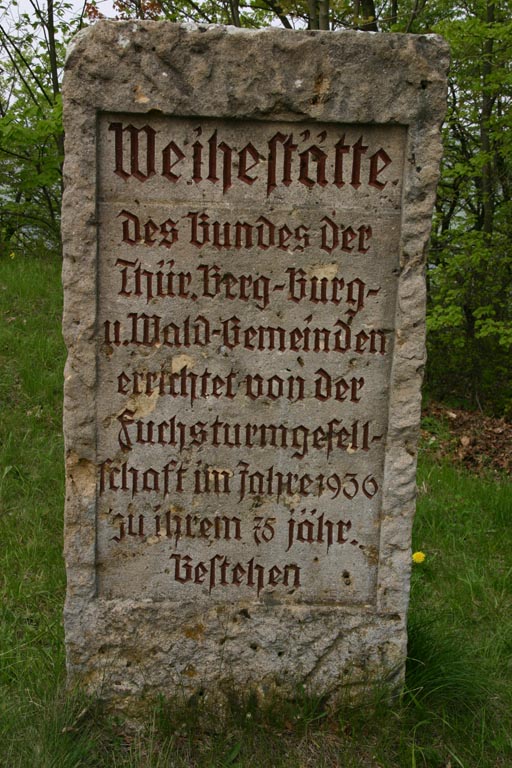 Weihestätte
des Bundes der
Thür. Berg-Burg-
u. Wald-Gemeinden
errichtet von der
Fuchsturmgesell-
schaft im Jahre 1936
zu ihrem 75 jähr.
Bestehen